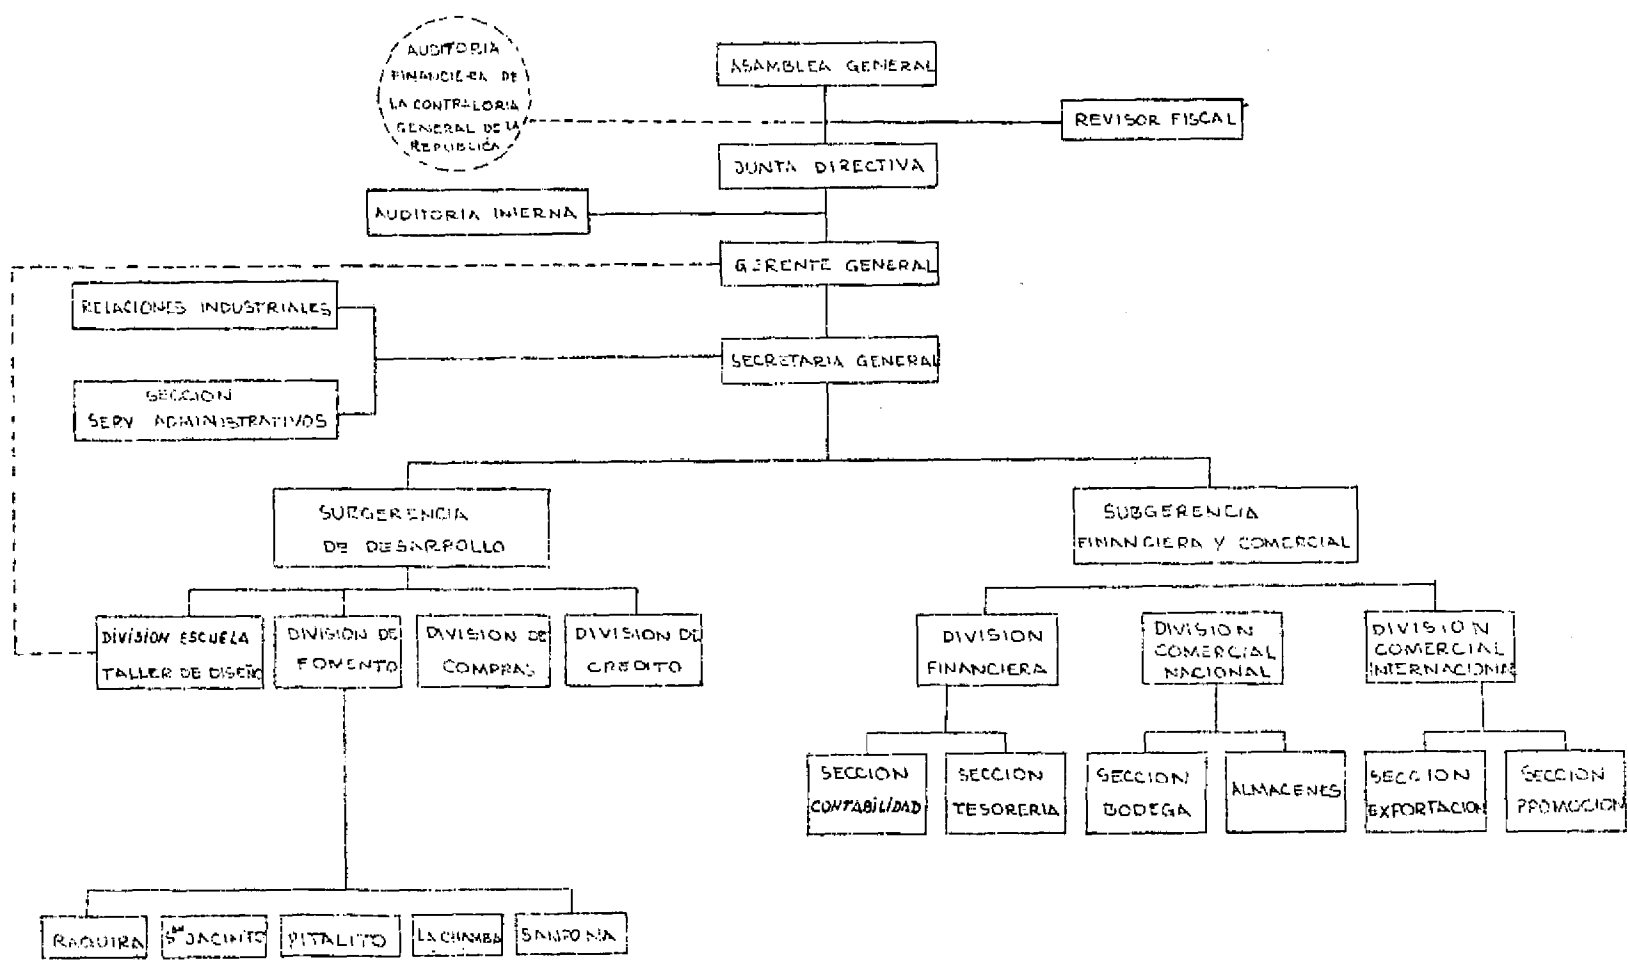 AUDITORIA
FINANCIERA DE
LA CONTRALORIA
GENERAL DE LA
REPUBLICA
ASAMBLEA GENERAL
REVISOR FISCAL
JUNTA DIRECTIVA
AUDITORIA INTERNA
GERENTE GENERAL
RELACIONES INDUSTRIALES
SECRETARIA GENERAL
SECCION
SERV ADMINISTRATIVOS
SUBGERENCIA
DE DESARROLLO
SUBGERENCIA
FINANCIERA Y COMERCIAL
DIVISION ESCUELA
TALLER DE DISEÑO
DIVISION DE
FOMENTO
DIVISION DE
COMPRAS
DIVISION DE
CREDITO
DIVISION
FINANCIERA
DIVISION
COMERCIAL
NACIONAL
DIVISION
COMERCIAL
INTERNACIONAL
SECCION
CONTABILIDAD
SECCION
TESORERIA
SECCION
BODEGA
ALMACENES
SECCION
EXPORTACION
SECCION
PROMOCION
RAQUIRA
San JACINTO
PITALITO
LA CHAMBA
SANDONA